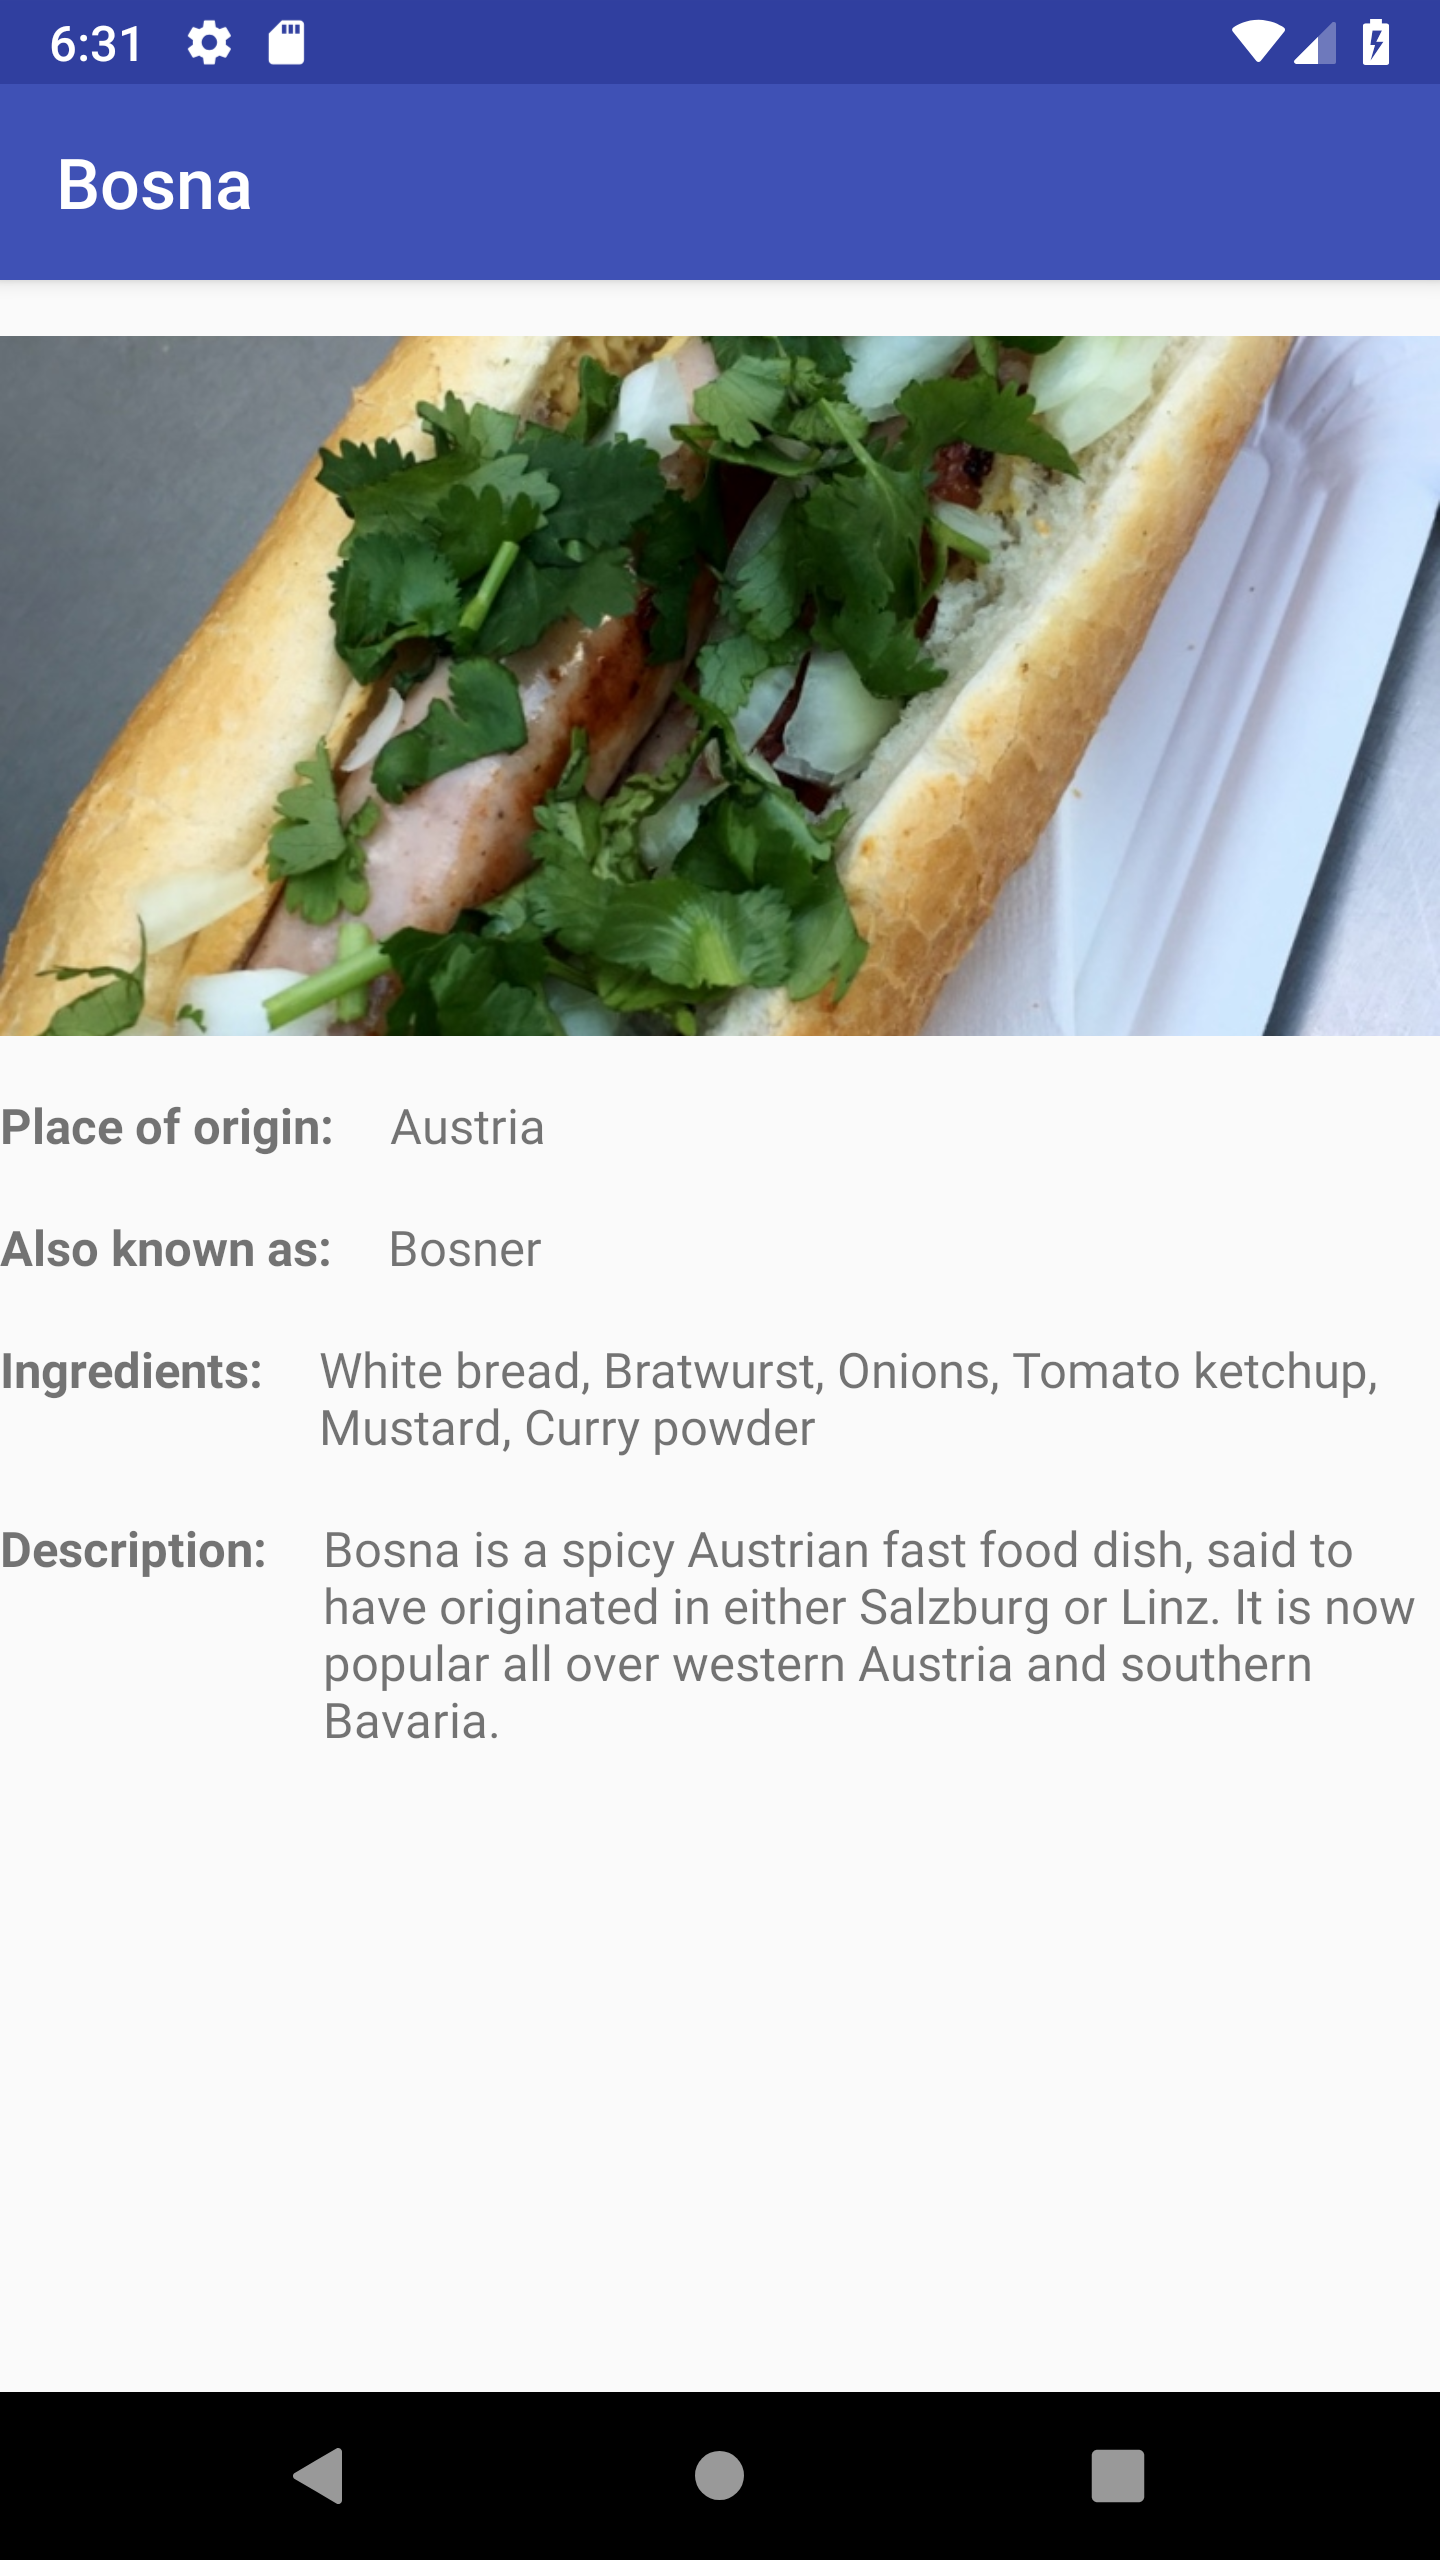 6:31
Bosna
Place of origin: Austria
Also known as: Bosner
Ingredients: White bread, Bratwurst, Onions, Tomato ketchup,
Mustard, Curry powder
Description: Bosna is a spicy Austrian fast food dish, said to
have originated in either Salzburg or Linz. It is now
popular all over western Austria and southern
Bavaria.